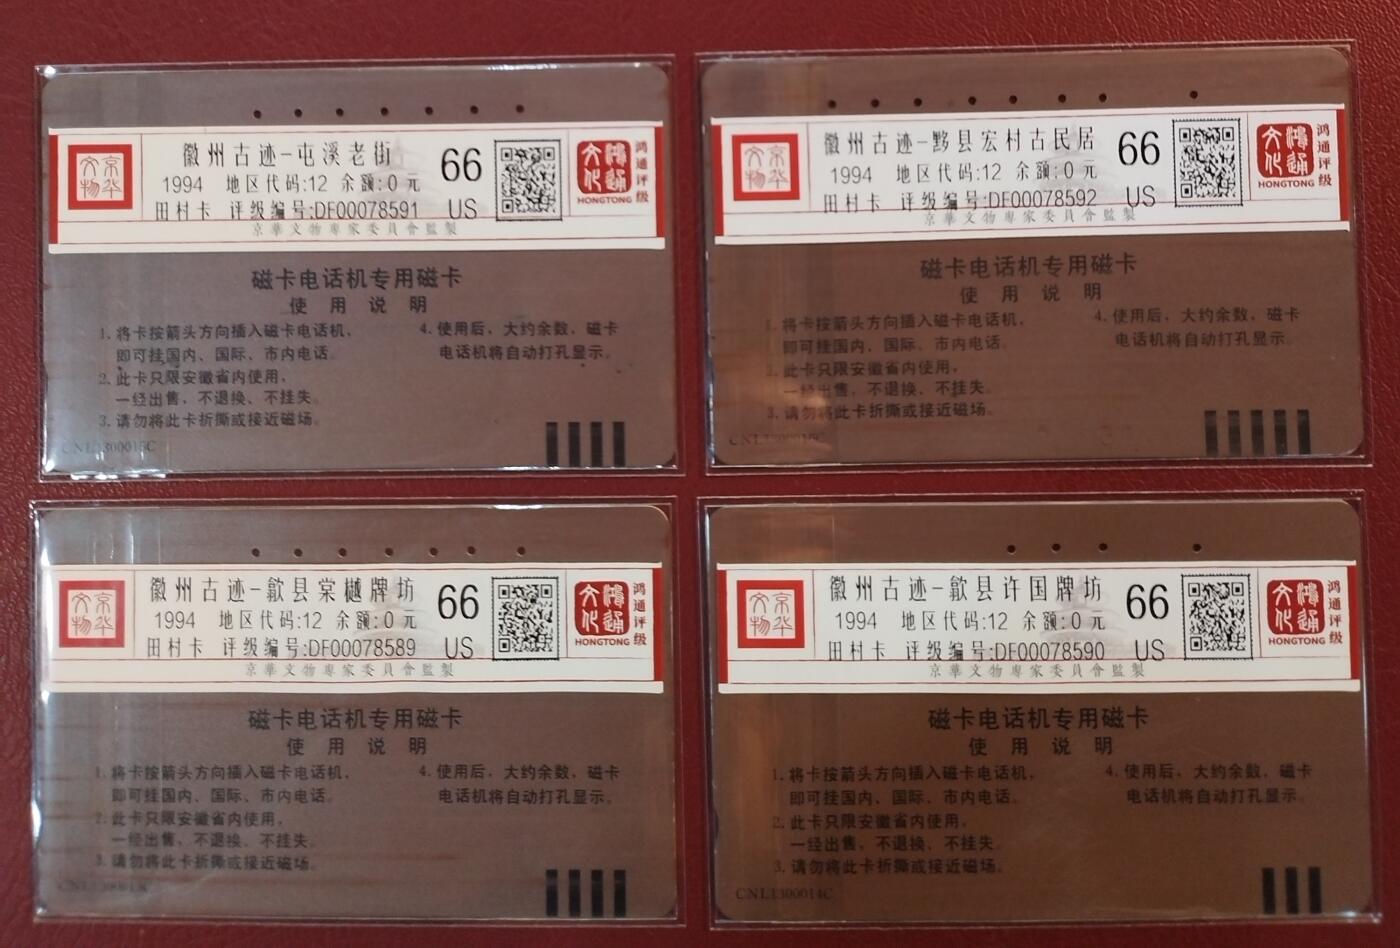 京华文物
徽州古迹-屯溪老街
1994 地区代码:12 余额:0元
田村卡 评级编号:DF00078591
66
US
鸿通文化
HONGTONG
鸿通评级
京華文物專家委員會監製
磁卡电话机专用磁卡
使用说明
1. 将卡按箭头方向插入磁卡电话机，
即可挂国内、国际、市内电话。
2. 此卡只限安徽省内使用，
一经出售，不退换、不挂失。
3. 请勿将此卡折撕或接近磁场。
4. 使用后，大约余数，磁卡
电话机将自动打孔显示。
京华文物
徽州古迹-黟县宏村古民居
1994 地区代码:12 余额:0元
田村卡 评级编号:DF00078592
66
US
鸿通文化
HONGTONG
鸿通评级
京華文物專家委員會監製
磁卡电话机专用磁卡
使用说明
1. 将卡按箭头方向插入磁卡电话机，
即可挂国内、国际、市内电话。
2. 此卡只限安徽省内使用，
一经出售，不退换、不挂失。
3. 请勿将此卡折撕或接近磁场。
4. 使用后，大约余数，磁卡
电话机将自动打孔显示。
京华文物
徽州古迹-歙县棠樾牌坊
1994 地区代码:12 余额:0元
田村卡 评级编号:DF00078589
66
US
鸿通文化
HONGTONG
鸿通评级
京華文物專家委員會監製
磁卡电话机专用磁卡
使用说明
1. 将卡按箭头方向插入磁卡电话机，
即可挂国内、国际、市内电话。
2. 此卡只限安徽省内使用，
一经出售，不退换、不挂失。
3. 请勿将此卡折撕或接近磁场。
4. 使用后，大约余数，磁卡
电话机将自动打孔显示。
京华文物
徽州古迹-歙县许国牌坊
1994 地区代码:12 余额:0元
田村卡 评级编号:DF00078590
66
US
鸿通文化
HONGTONG
鸿通评级
京華文物專家委員會監製
磁卡电话机专用磁卡
使用说明
1. 将卡按箭头方向插入磁卡电话机，
即可挂国内、国际、市内电话。
2. 此卡只限安徽省内使用，
一经出售，不退换、不挂失。
3. 请勿将此卡折撕或接近磁场。
4. 使用后，大约余数，磁卡
电话机将自动打孔显示。
CNL1300014C